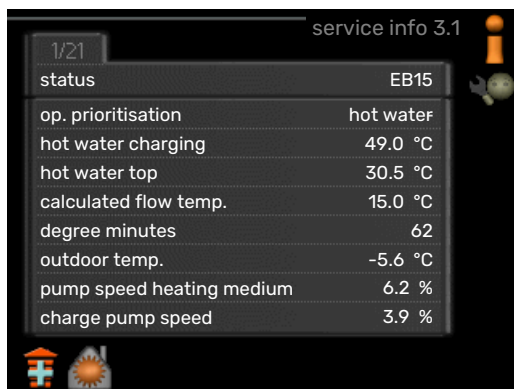 service info 3.1
1/21
status EB15
op. prioritisation hot water
hot water charging 49.0 °C
hot water top 30.5 °C
calculated flow temp. 15.0 °C
degree minutes 62
outdoor temp. -5.6 °C
pump speed heating medium 6.2 %
charge pump speed 3.9 %